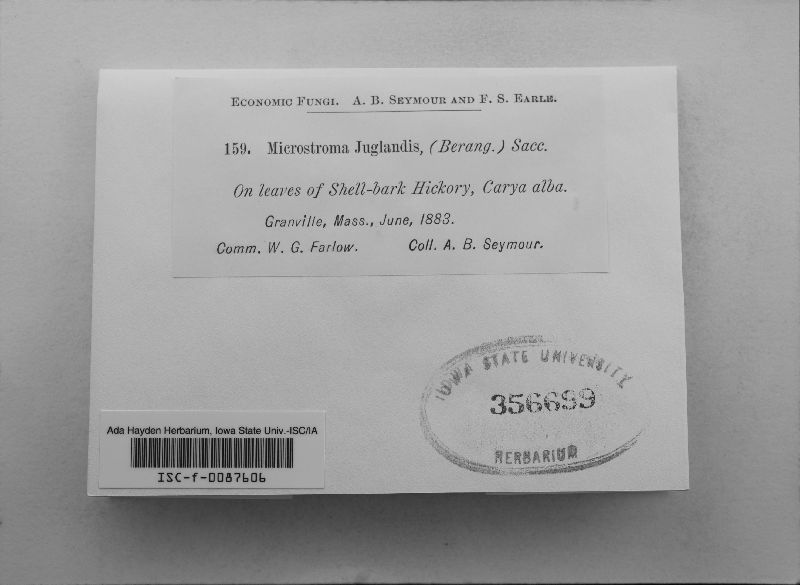 ECONOMIC FUNGI. A. B. SEYMOUR AND F. S. EARLE.
159. Microstroma Juglandis, (Berang.) Sacc.
On leaves of Shell-bark Hickory, Carya alba.
Granville, Mass., June, 1883.
Comm. W. G. Farlow. Coll. A. B. Seymour.
IOWA STATE UNIVERSITY
356699
HERBARIUM
Ada Hayden Herbarium, Iowa State Univ.-ISC/IA
ISC-f-0087606